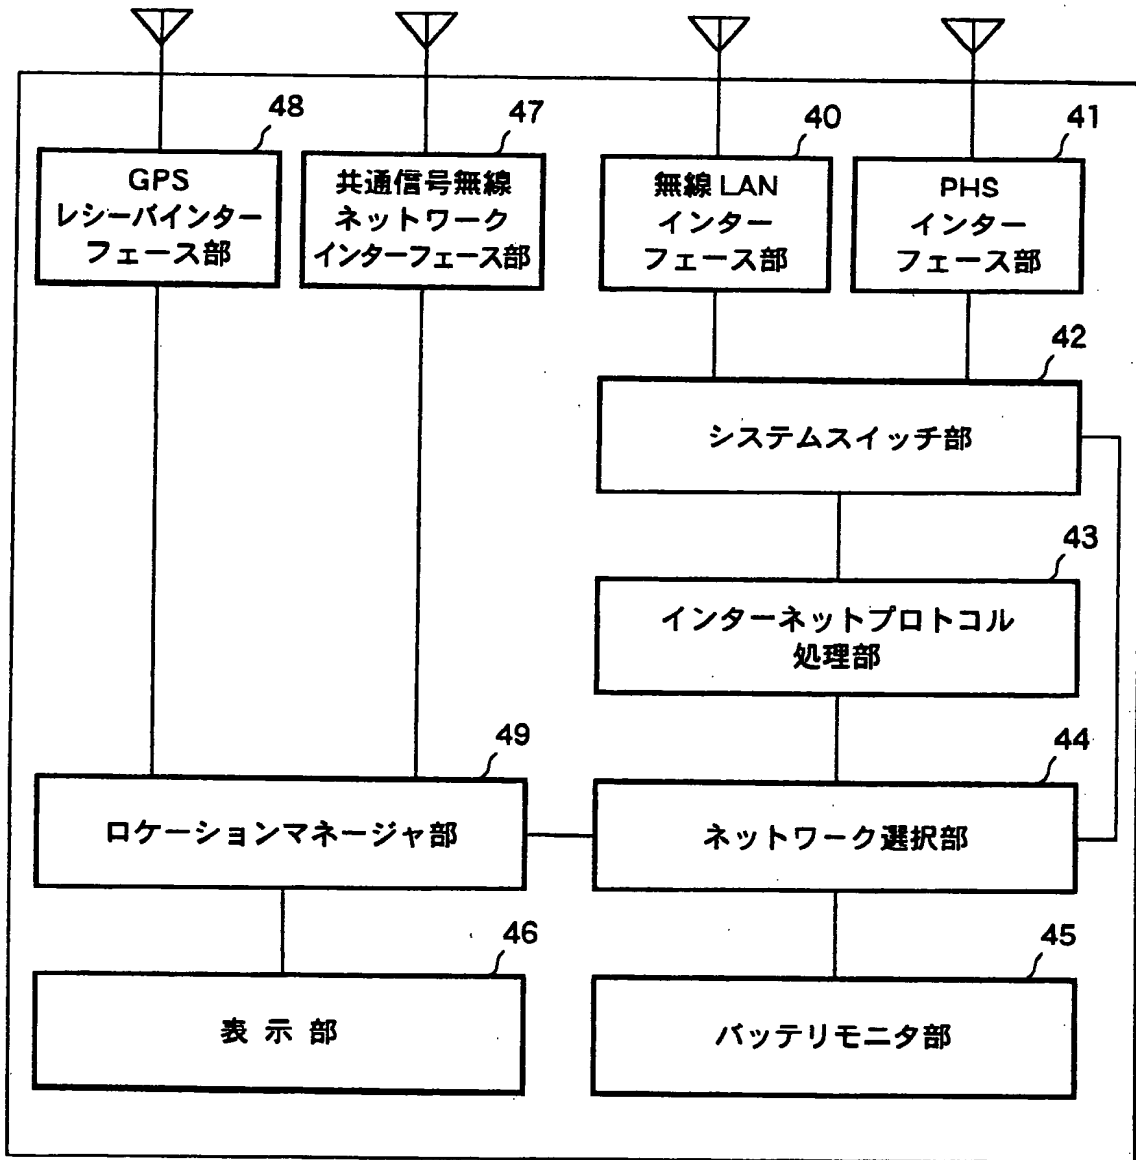 48
GPS
レシーバインター
フェース部
47
共通信号無線
ネットワーク
インターフェース部
40
無線LAN
インター
フェース部
41
PHS
インター
フェース部
42
システムスイッチ部
43
インターネットプロトコル
処理部
49
ロケーションマネージャ部
44
ネットワーク選択部
46
表 示 部
45
バッテリモニタ部